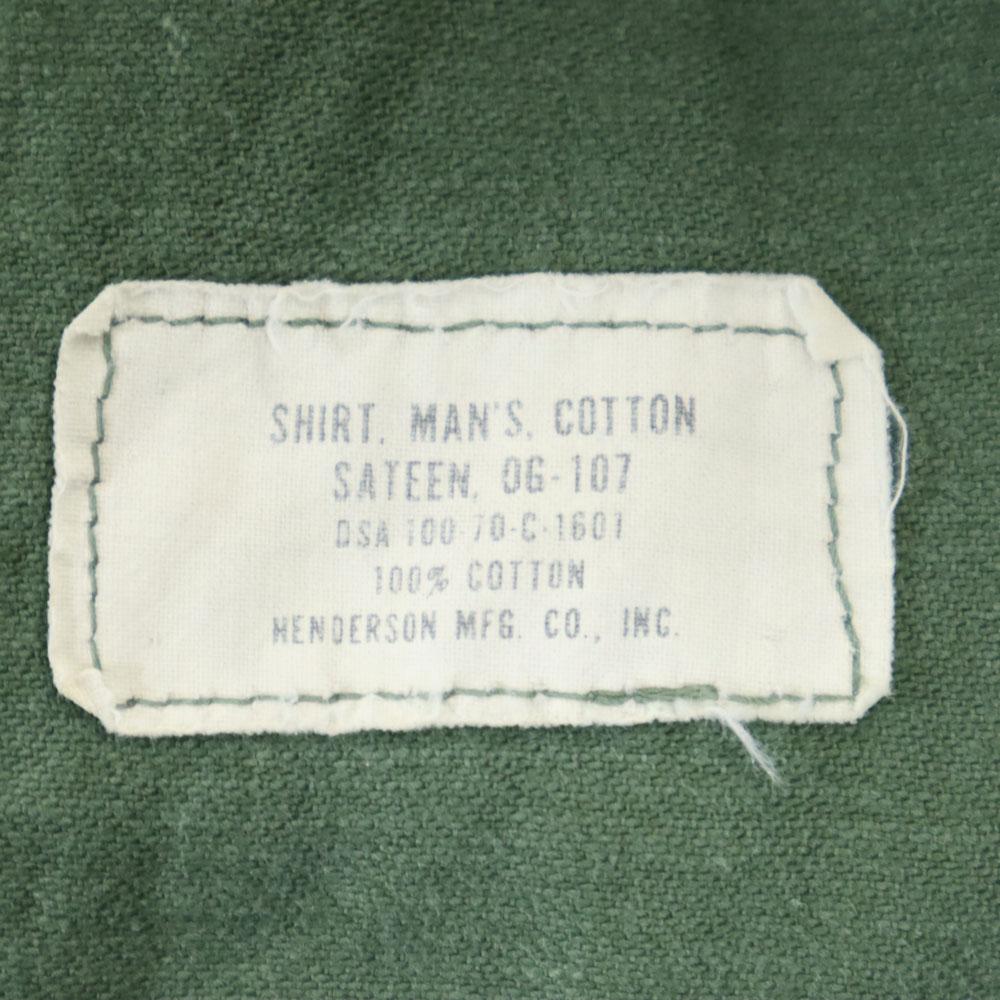 SHIRT, MAN'S, COTTON
SATEEN, OG-107
DSA 100-70-C-1601
100% COTTON
HENDERSON MFG. CO., INC.